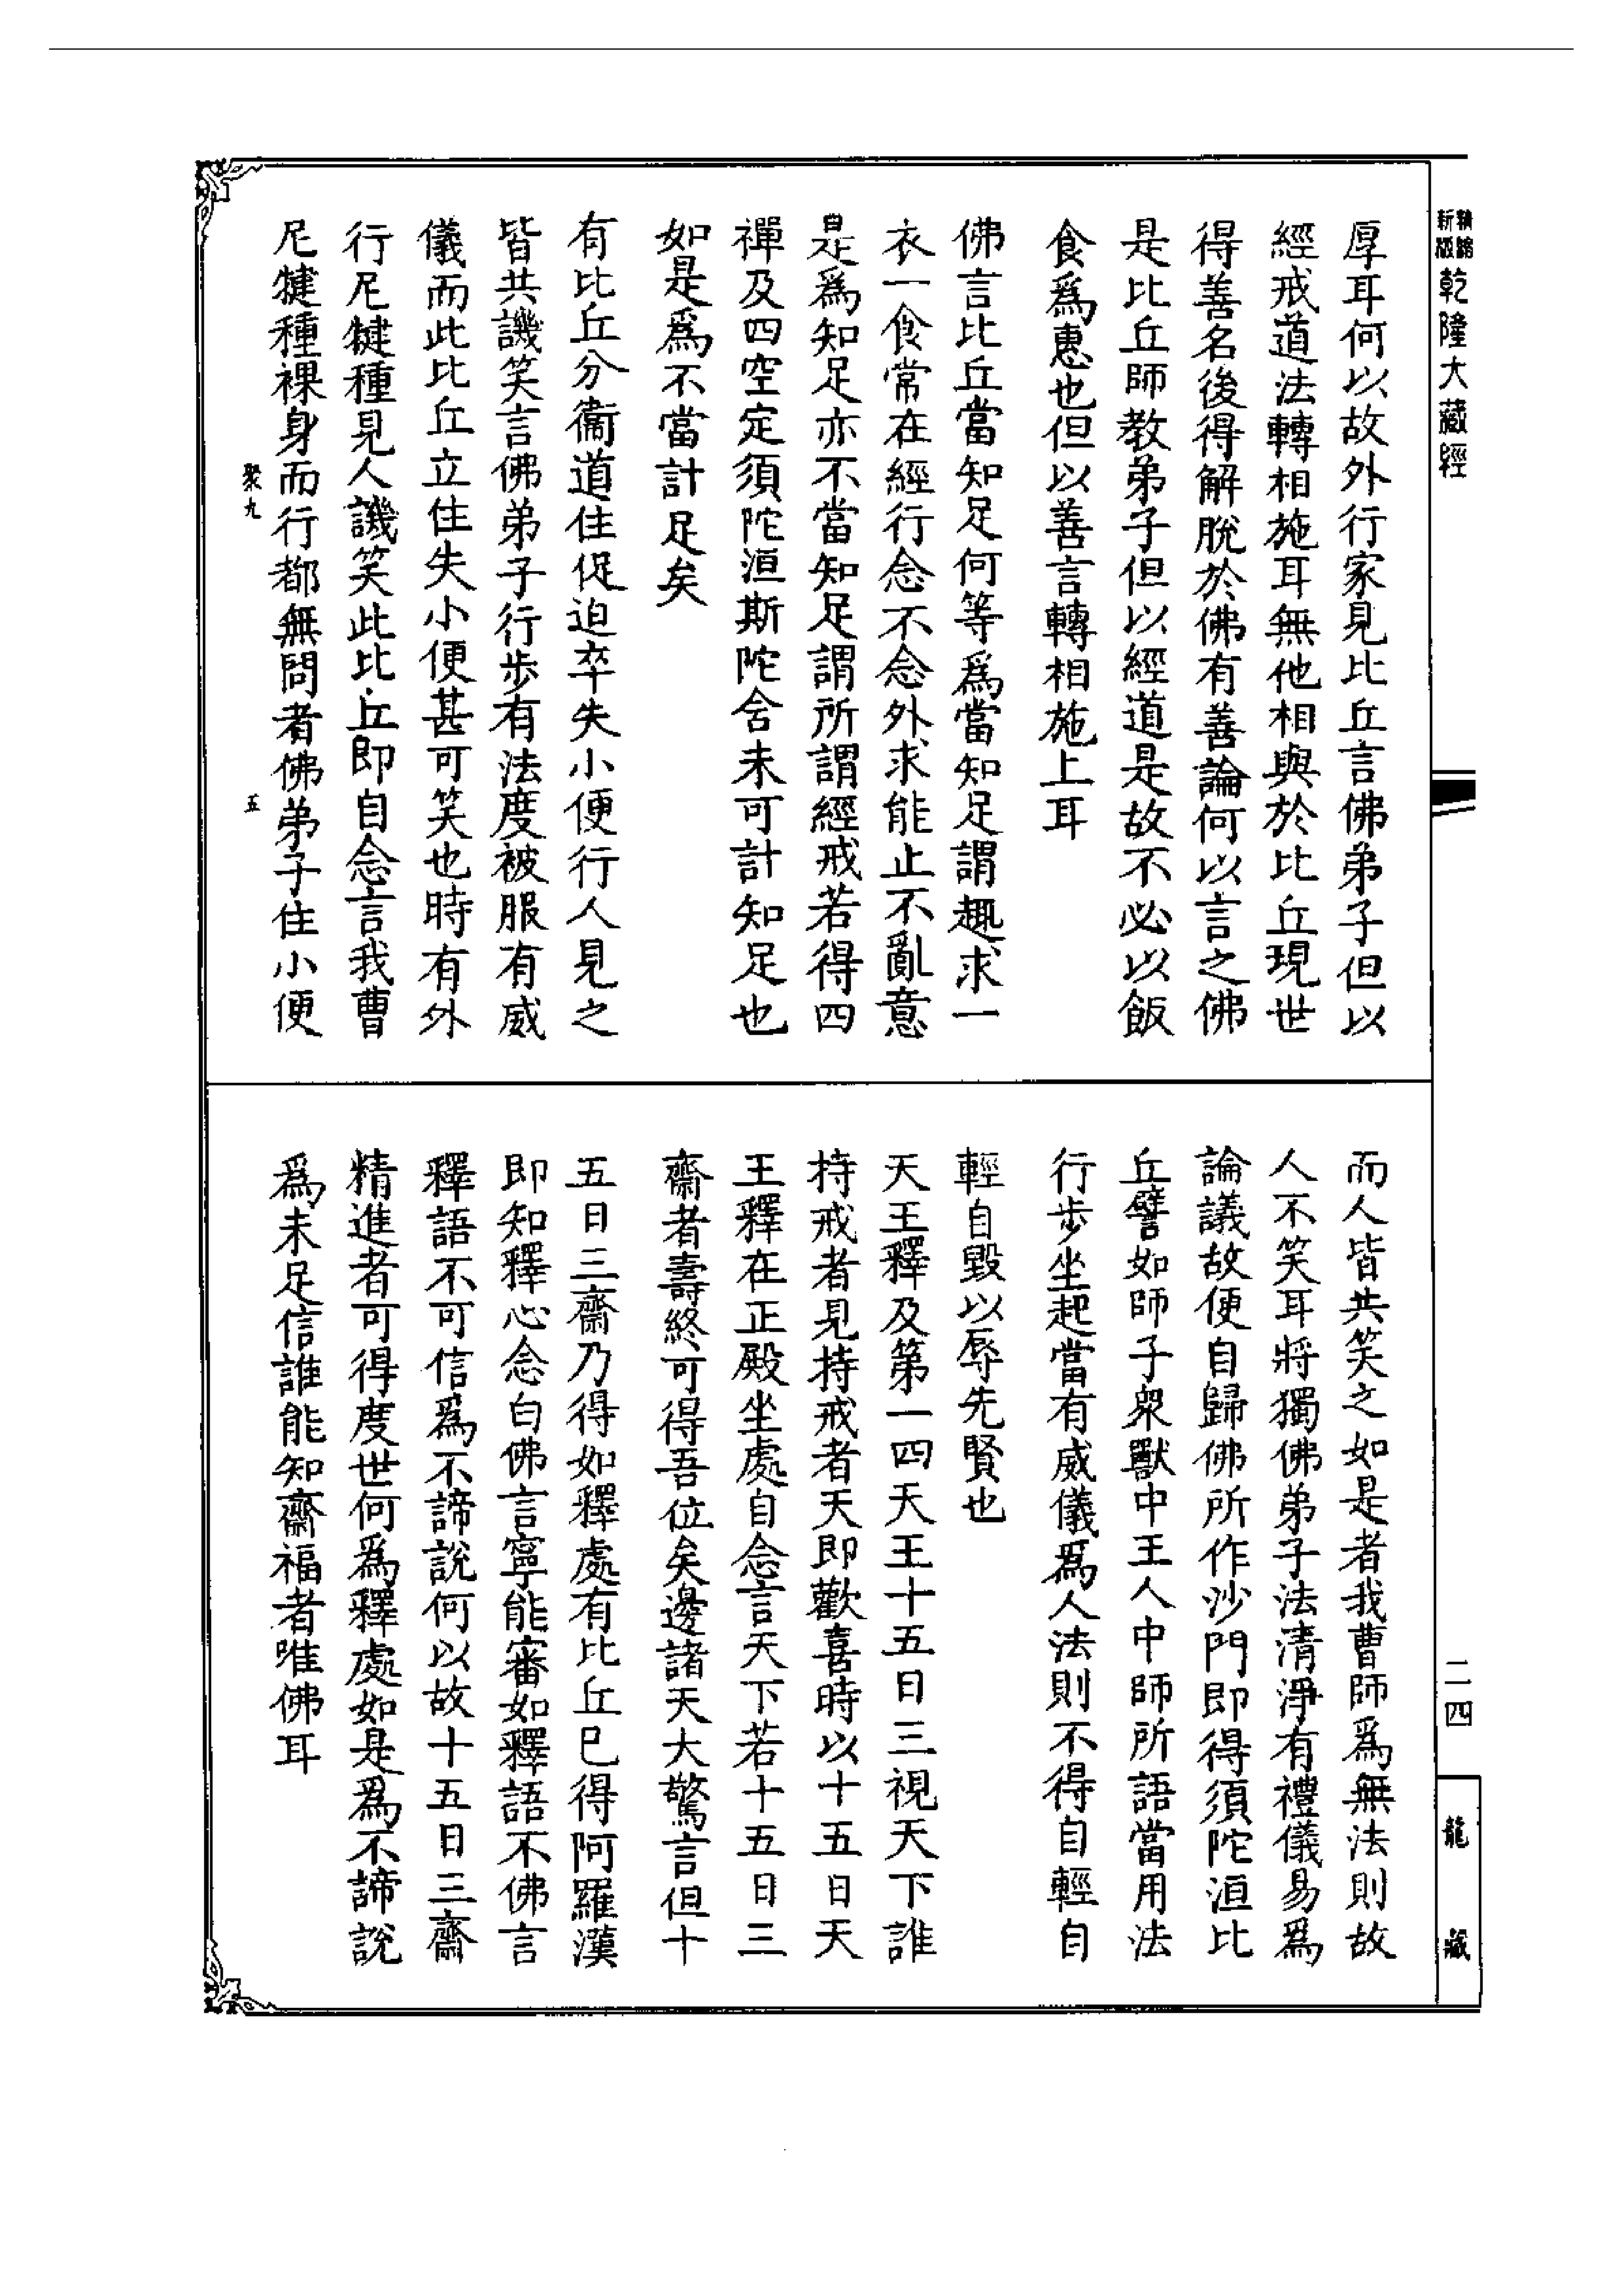 新版
精編
乾隆大藏經
厚耳何以故外行家見比丘言佛弟子但以
經戒道法轉相施耳無他相與於比丘現世
得善名後得解脫於佛有善論何以言之佛
是比丘師教弟子但以經道是故不必以飯
食爲惠也但以善言轉相施上耳
佛言比丘當知足何等爲當知足謂趣求一
衣一食常在經行念不念外求能止不亂意
是爲知足亦不當知足謂所謂經戒若得四
禪及四空定須陀洹斯陀含未可計知足也
如是爲不當計足矣
有比丘分衞道住促迫卒失小便行人見之
皆共譏笑言佛弟子行步有法度被服有威
儀而此比丘立住失小便甚可笑也時有外
行尼犍種見人譏笑此比丘即自念言我曹
尼犍種裸身而行都無問者佛弟子住小便
聚九
五
而人皆共笑之如是者我曹師爲無法則故
人不笑耳將獨佛弟子法清淨有禮儀易爲
論議故便自歸佛所作沙門即得須陀洹比
丘譬如師子衆獸中王人中師所語當用法
行步坐起當有威儀爲人法則不得自輕自
輕自毀以辱先賢也
天王釋及第一四天王十五日三視天下誰
持戒者見持戒者天即歡喜時以十五日天
王釋在正殿坐處自念言天下若十五日三
齋者壽終可得吾位矣邊諸天大驚言但十
五日三齋乃得如釋處有比丘巳得阿羅漢
即知釋心念白佛言寧能審如釋語不佛言
釋語不可信爲不諦說何以故十五日三齋
精進者可得度世何爲釋處如是爲不諦說
爲未足信誰能知齋福者唯佛耳
二四
龍藏